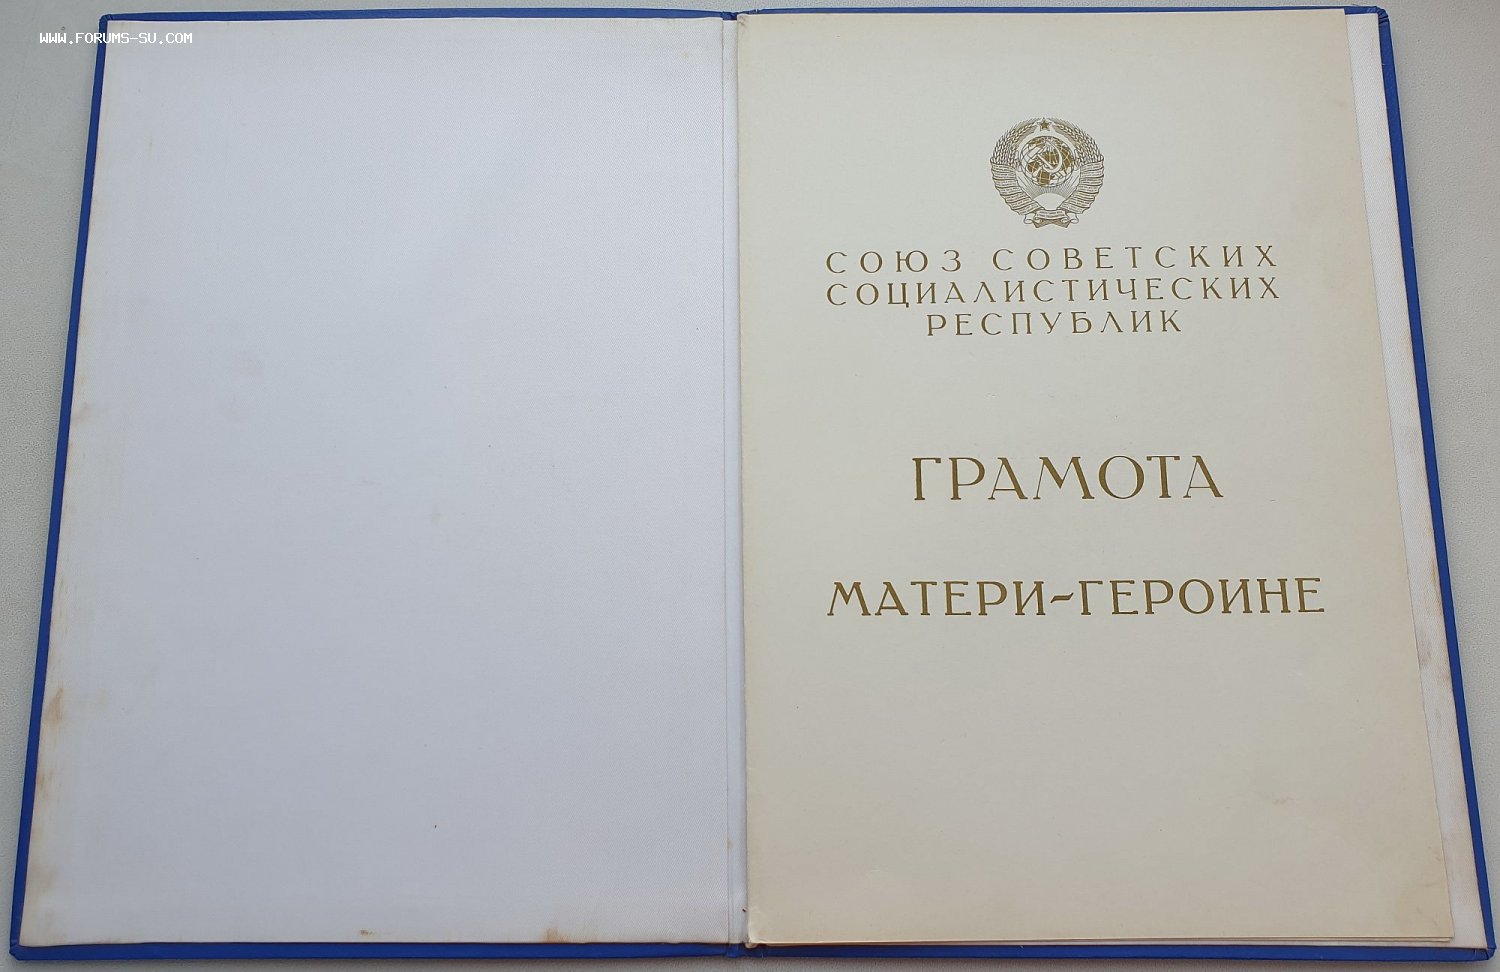 WWW.FORUMS-SU.COM
СОЮЗ СОВЕТСКИХ
СОЦИАЛИСТИЧЕСКИХ
РЕСПУБЛИК
ГРАМОТА
МАТЕРИ-ГЕРОИНЕ